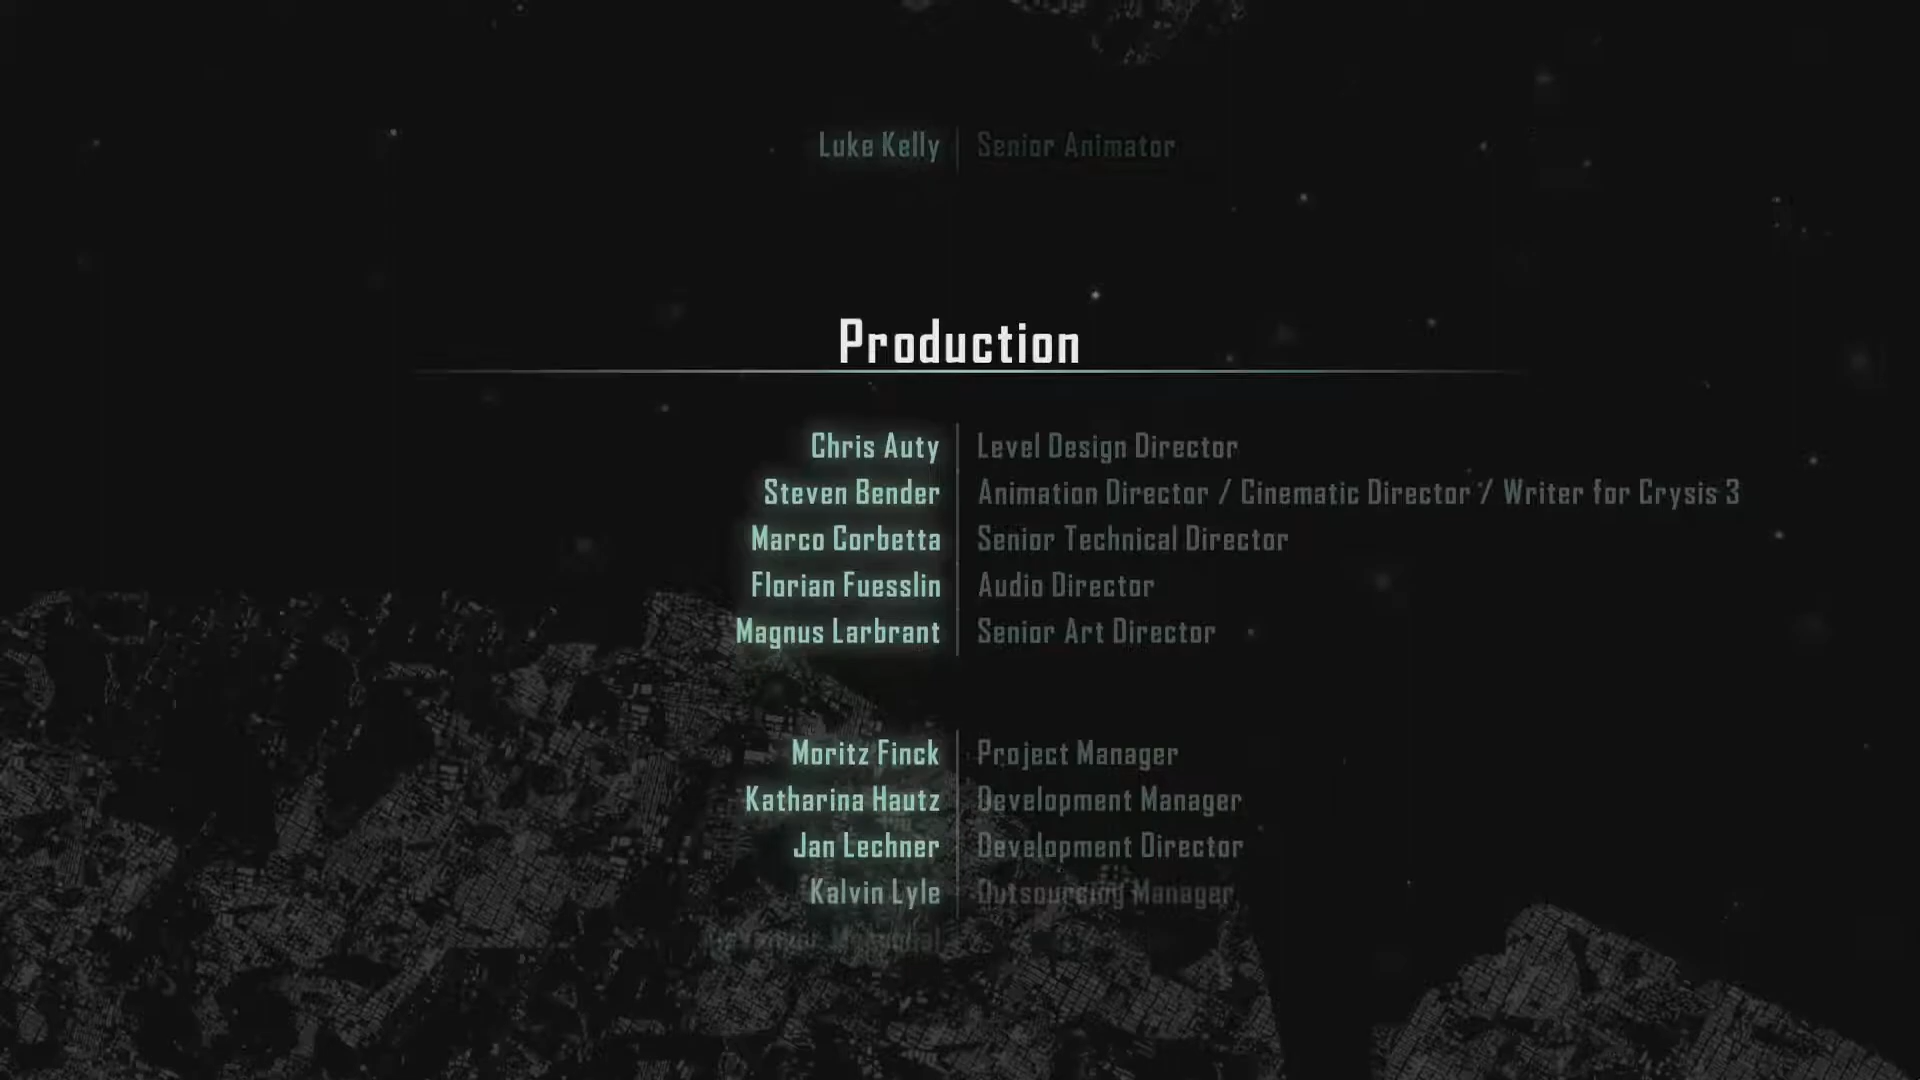 Luke Kelly Senior Animator
Production
Chris Auty Level Design Director
Steven Bender Animation Director / Cinematic Director / Writer for Crysis 3
Marco Corbetta Senior Technical Director
Florian Fuesslin Audio Director
Magnus Larbrant Senior Art Director
Moritz Finck Project Manager
Katharina Hautz Development Manager
Jan Lechner Development Director
Kalvin Lyle Outsourcing Manager